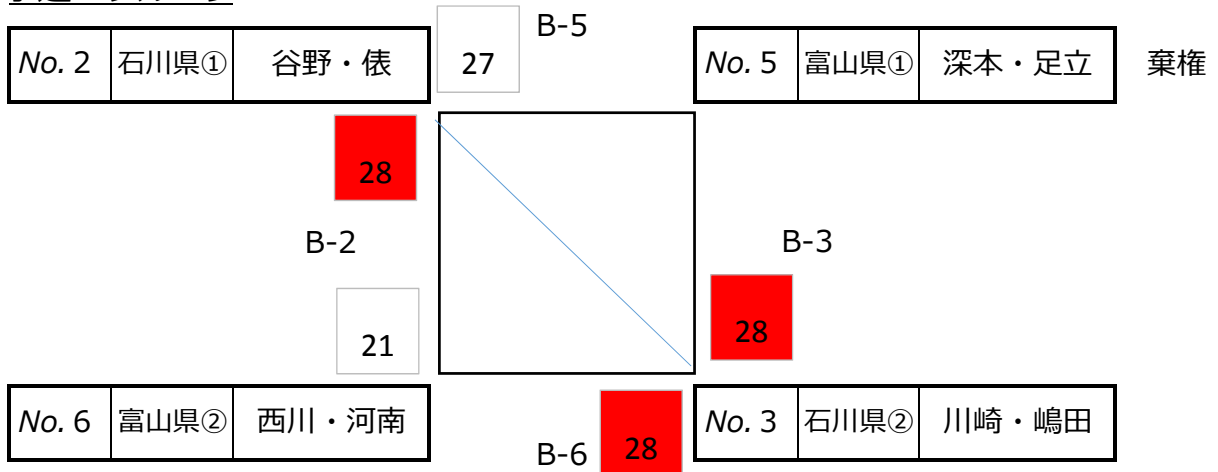 B-5
No. 2 石川県① 谷野・俵 27 No. 5 富山県① 深本・足立 棄権
28
B-2 B-3
21 28
No. 6 富山県② 西川・河南 No. 3 石川県② 川崎・嶋田
B-6 28